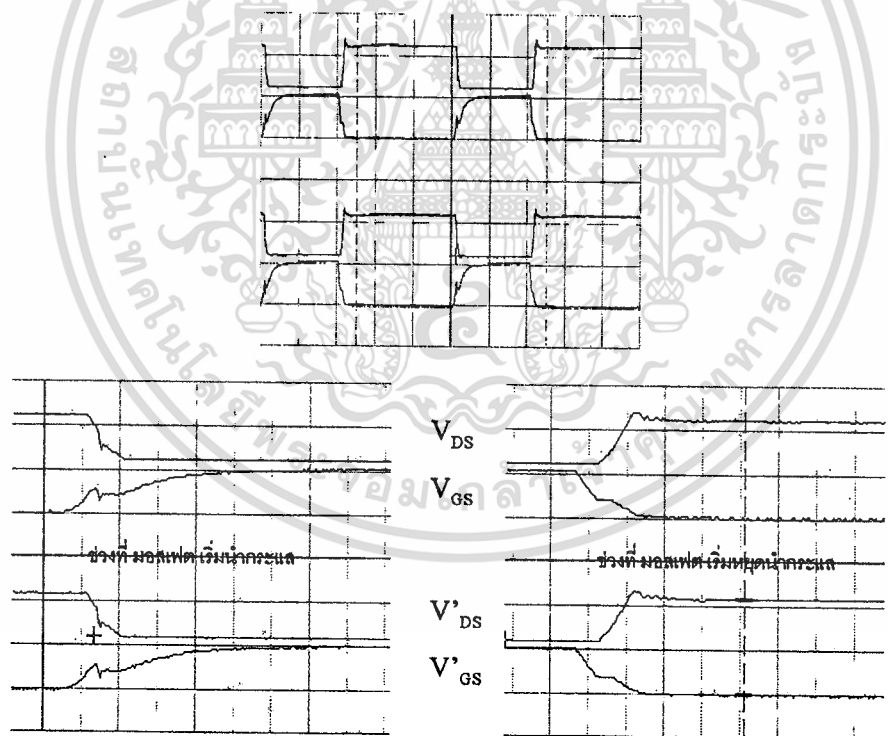 V_DS
V_GS
ช่วงที่ มอสเฟต เริ่มนำกระแส
ช่วงที่ มอสเฟต เริ่มหยุดนำกระแส
V'_DS
V'_GS